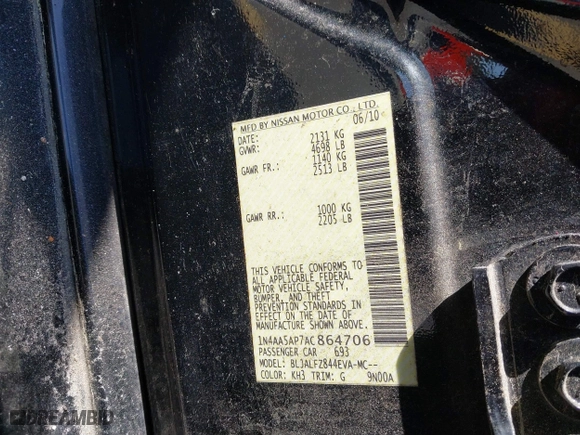 MFD BY NISSAN MOTOR CO., LTD.
DATE: 06/10
GVWR: 2131 KG
4698 LB
GAWR FR.: 1140 KG
2513 LB
GAWR RR.: 1000 KG
2205 LB
THIS VEHICLE CONFORMS TO
ALL APPLICABLE FEDERAL
MOTOR VEHICLE SAFETY,
BUMPER, AND THEFT
PREVENTION STANDARDS IN
EFFECT ON THE DATE OF
MANUFACTURE SHOWN ABOVE.
1N4AA5AP7AC864706
PASSENGER CAR 693
MODEL: BLJALFZ844EVA-MC--
COLOR: KH3 TRIM: G 9N00A
DREAMBID